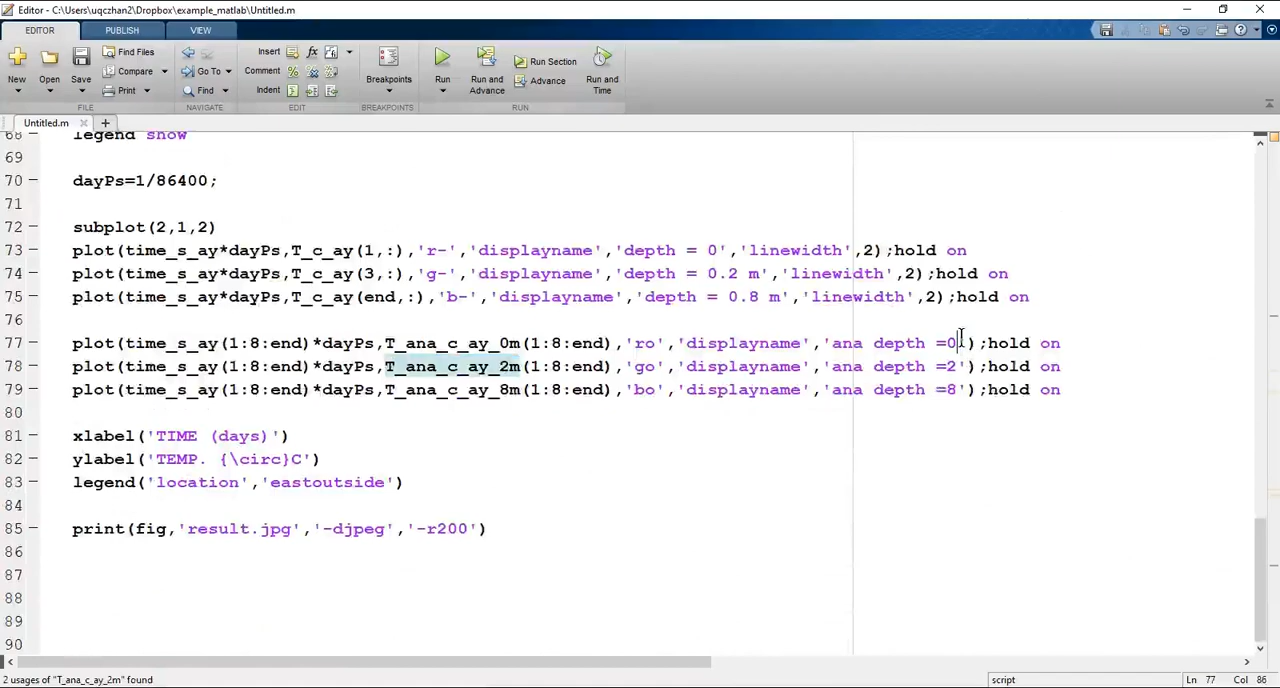 Editor - C:\Users\uqczhan2\Dropbox\example_matlab\Untitled.m
EDITOR PUBLISH VIEW
New Open Save Find Files Compare Print
Insert fx
Comment
Indent
Go To
Find
Breakpoints
Run Run and Advance Run Section Advance Run and Time
FILE NAVIGATE EDIT BREAKPOINTS RUN
Untitled.m
68 legend show
69
70 dayPs=1/86400;
71
72 subplot(2,1,2)
73 plot(time_s_ay*dayPs,T_c_ay(1,:),'r-','displayname','depth = 0','linewidth',2);hold on
74 plot(time_s_ay*dayPs,T_c_ay(3,:),'g-','displayname','depth = 0.2 m','linewidth',2);hold on
75 plot(time_s_ay*dayPs,T_c_ay(end,:),'b-','displayname','depth = 0.8 m','linewidth',2);hold on
76
77 plot(time_s_ay(1:8:end)*dayPs,T_ana_c_ay_0m(1:8:end),'ro','displayname','ana depth =0');hold on
78 plot(time_s_ay(1:8:end)*dayPs,T_ana_c_ay_2m(1:8:end),'go','displayname','ana depth =2');hold on
79 plot(time_s_ay(1:8:end)*dayPs,T_ana_c_ay_8m(1:8:end),'bo','displayname','ana depth =8');hold on
80
81 xlabel('TIME (days)')
82 ylabel('TEMP. {\circ}C')
83 legend('location','eastoutside')
84
85 print(fig,'result.jpg','-djpeg','-r200')
86
87
88
89
90
2 usages of "T_ana_c_ay_2m" found
script
Ln 77 Col 86